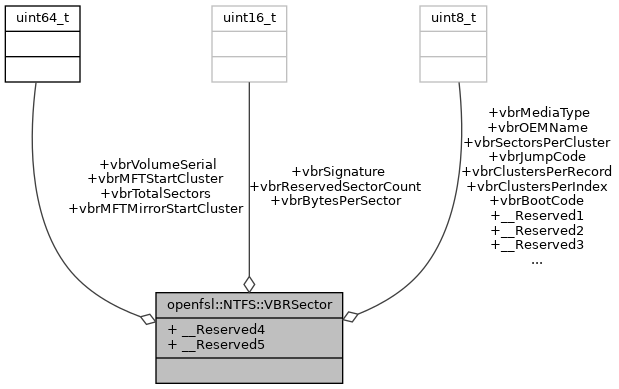 uint64_t
uint16_t
uint8_t
+vbrVolumeSerial
+vbrMFTStartCluster
+vbrTotalSectors
+vbrMFTMirrorStartCluster
+vbrSignature
+vbrReservedSectorCount
+vbrBytesPerSector
+vbrMediaType
+vbrOEMName
+vbrSectorsPerCluster
+vbrJumpCode
+vbrClustersPerRecord
+vbrClustersPerIndex
+vbrBootCode
+__Reserved1
+__Reserved2
+__Reserved3
...
openfsl::NTFS::VBRSector
+ __Reserved4
+ __Reserved5